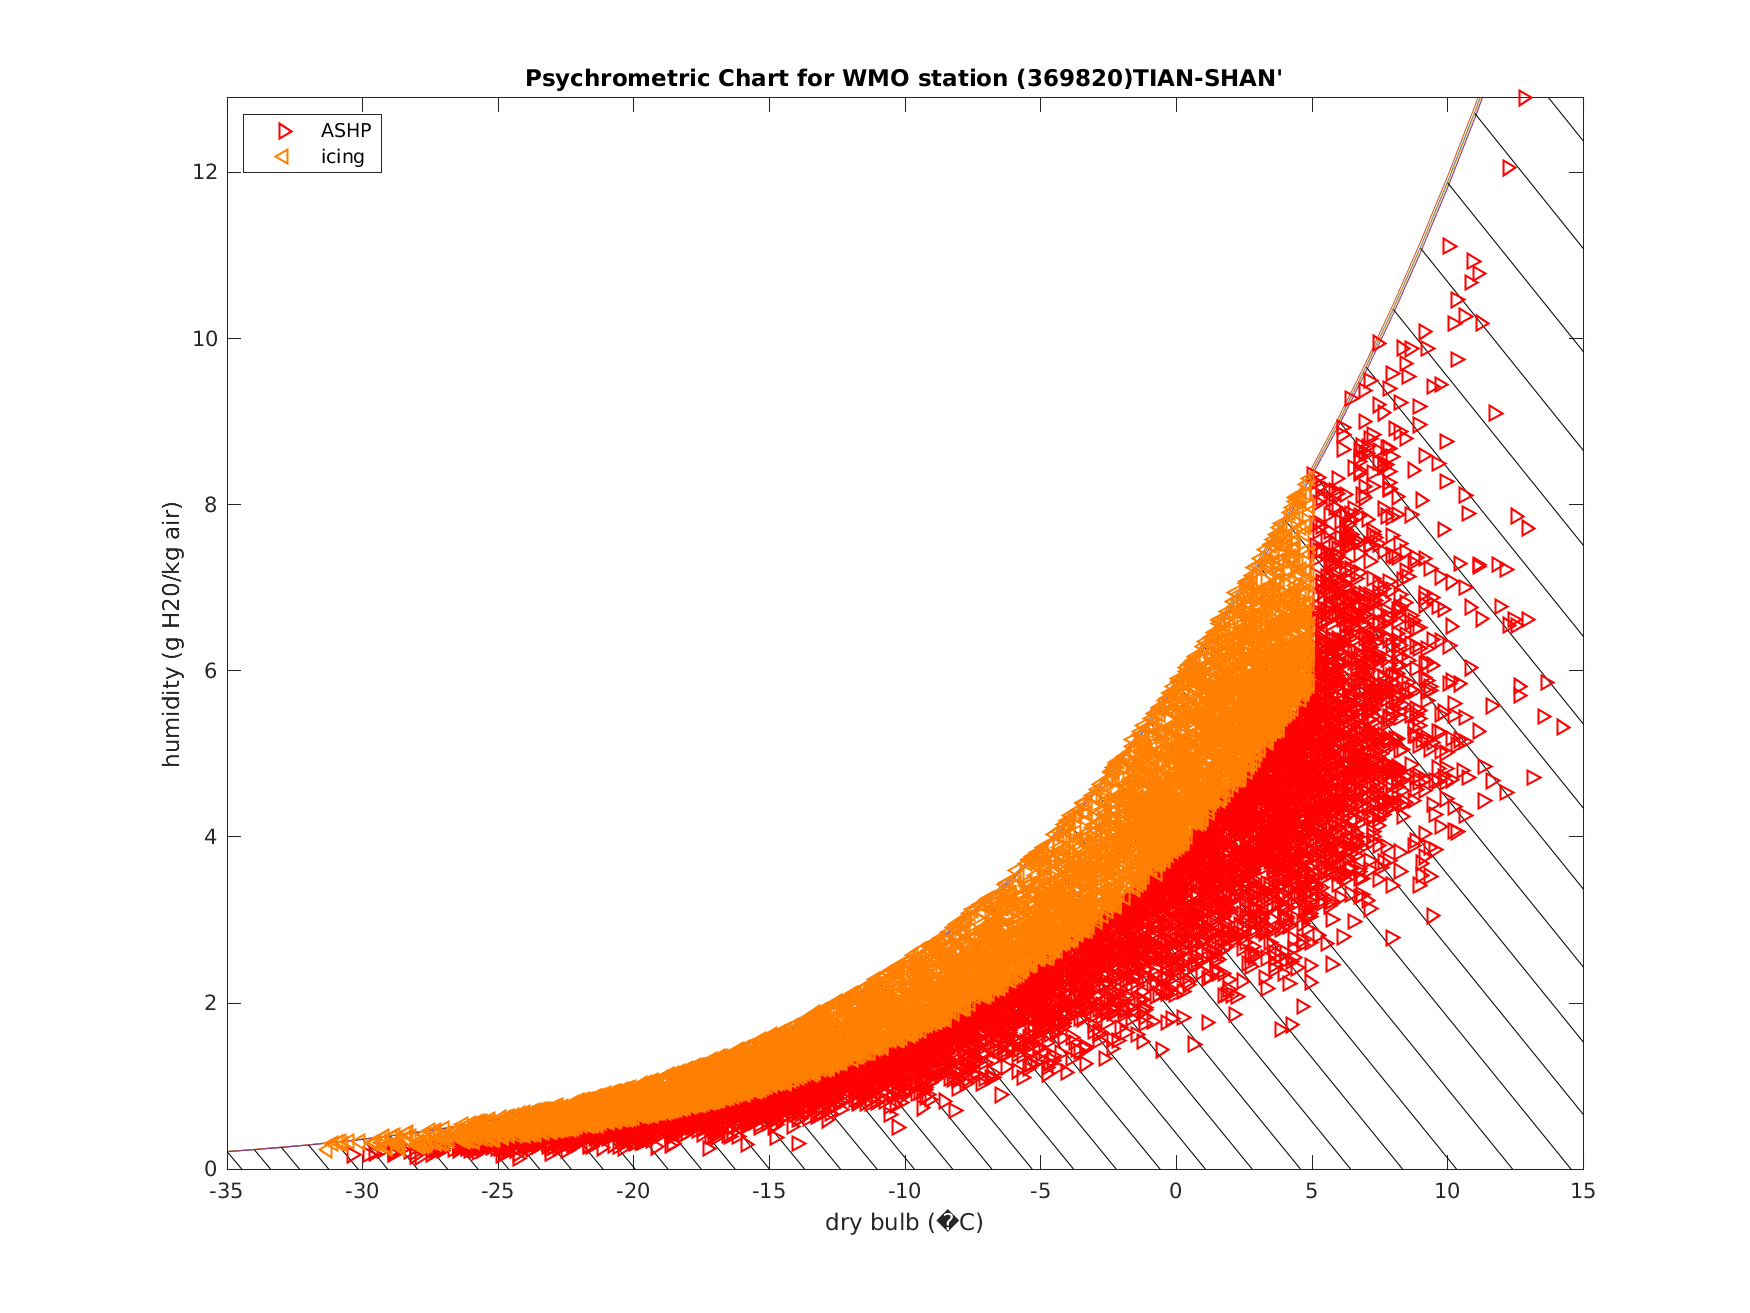 Psychrometric Chart for WMO station (369820)TIAN-SHAN'
ASHP
icing
humidity (g H20/kg air)
12
10
8
6
4
2
0
-35 -30 -25 -20 -15 -10 -5 0 5 10 15
dry bulb (�C)